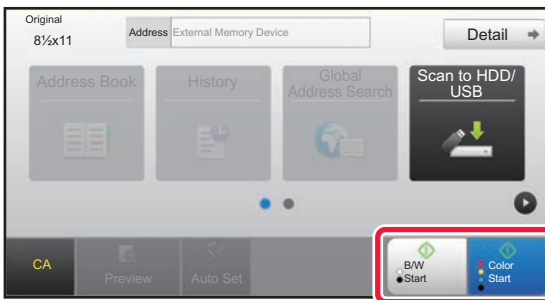 Original
8½x11
Address External Memory Device
Detail
Address Book
History
Global
Address Search
Scan to HDD/
USB
CA
Preview
Auto Set
B/W
Start
Color
Start